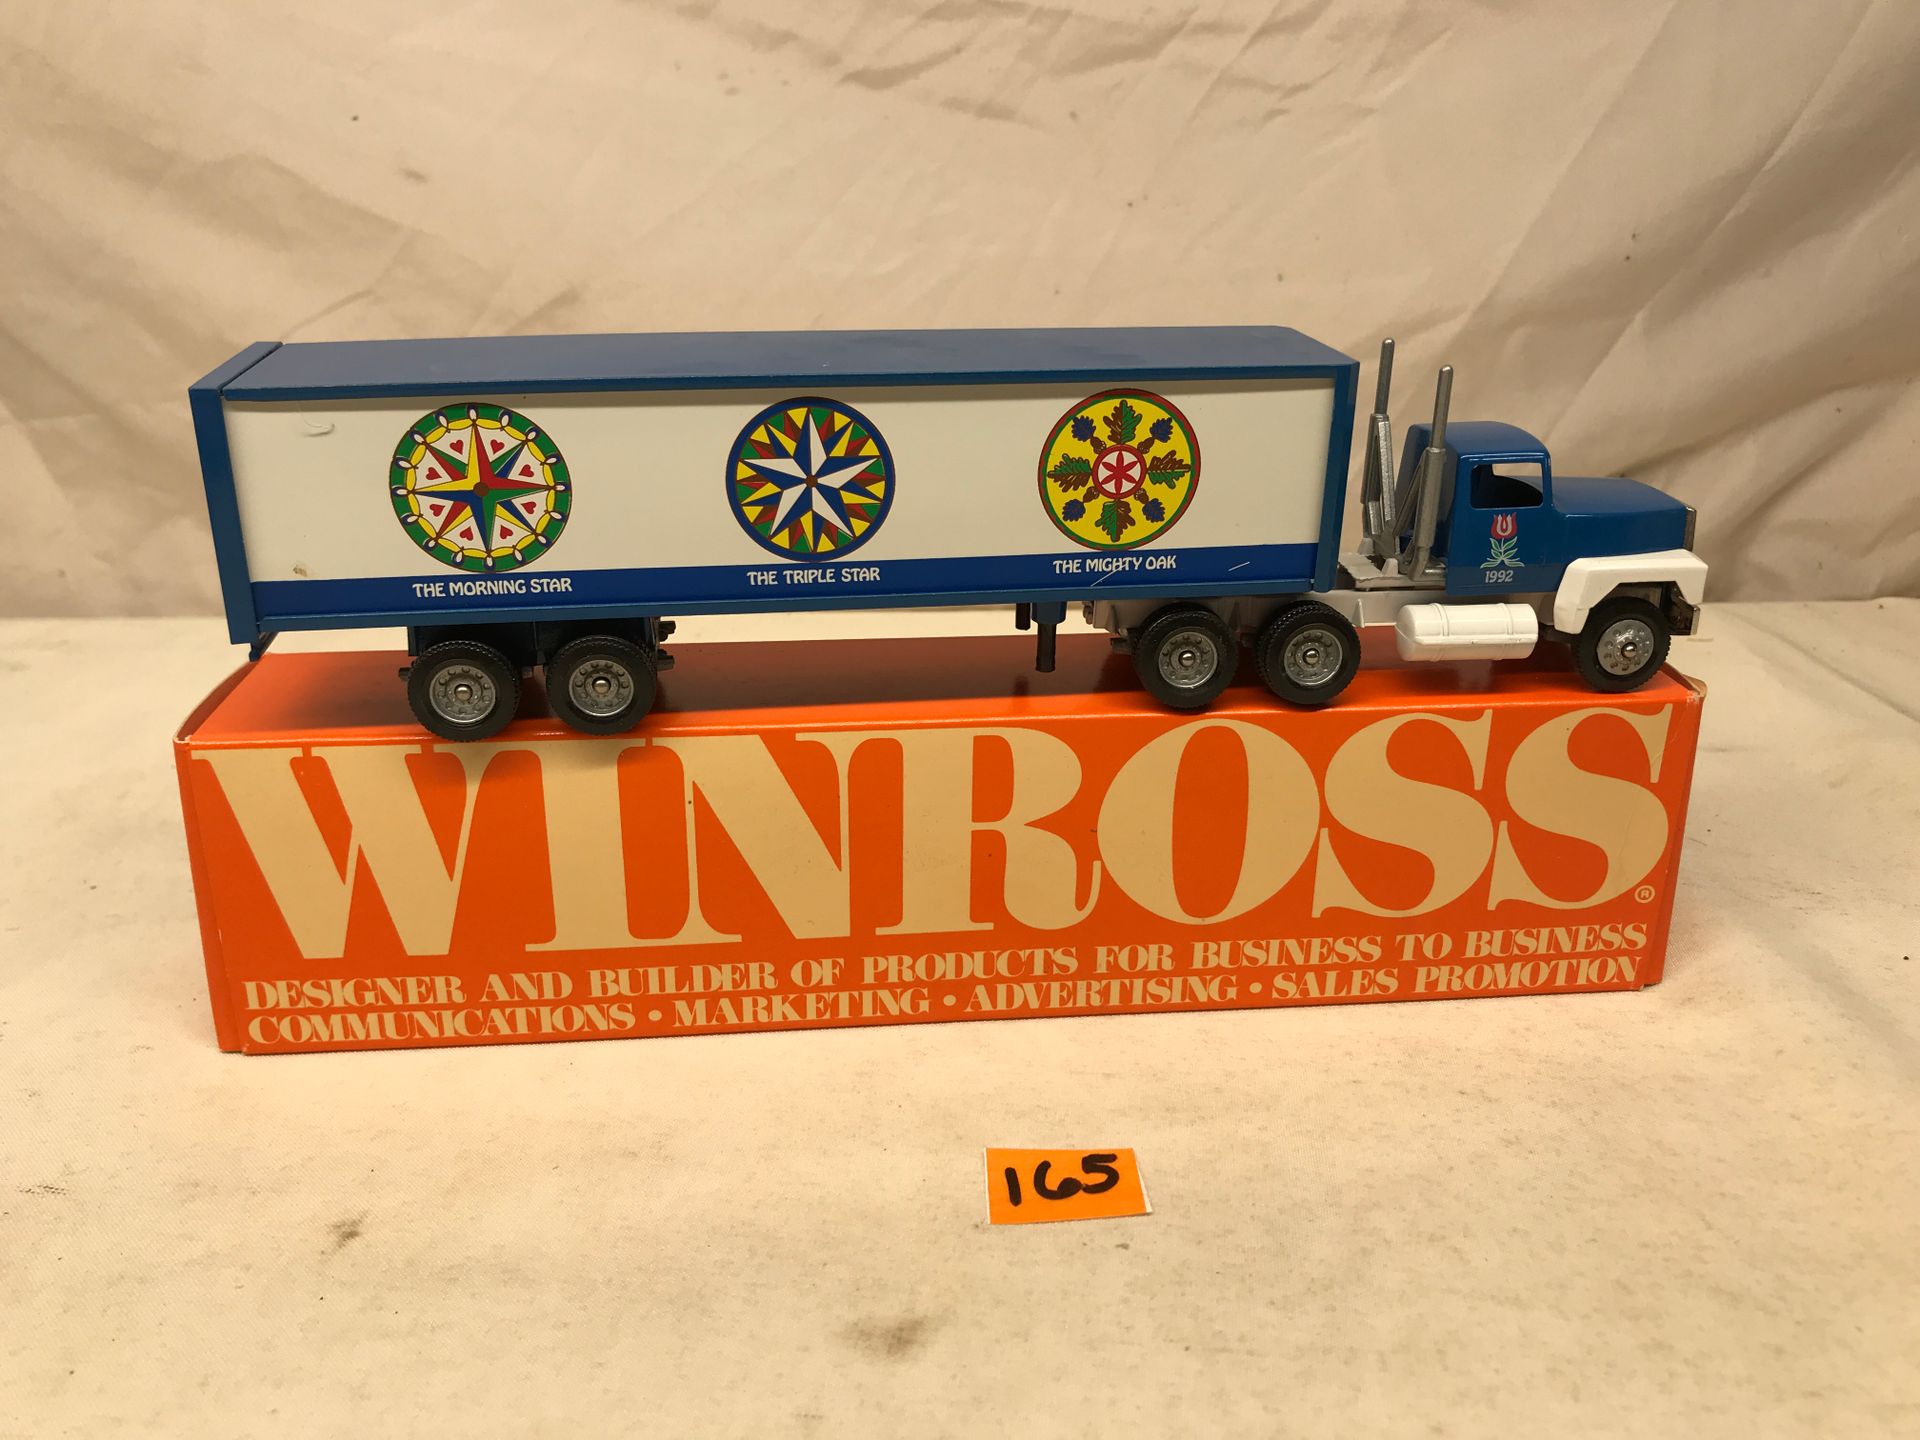 THE MORNING STAR
THE TRIPLE STAR
THE MIGHTY OAK
1992
WINROSS®
DESIGNER AND BUILDER OF PRODUCTS FOR BUSINESS TO BUSINESS
COMMUNICATIONS • MARKETING • ADVERTISING • SALES PROMOTION
165